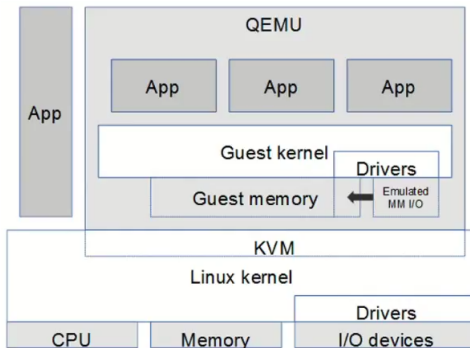 QEMU
App
App
App
App
Guest kernel
Drivers
Guest memory
Emulated
MM I/O
KVM
Linux kernel
Drivers
CPU
Memory
I/O devices